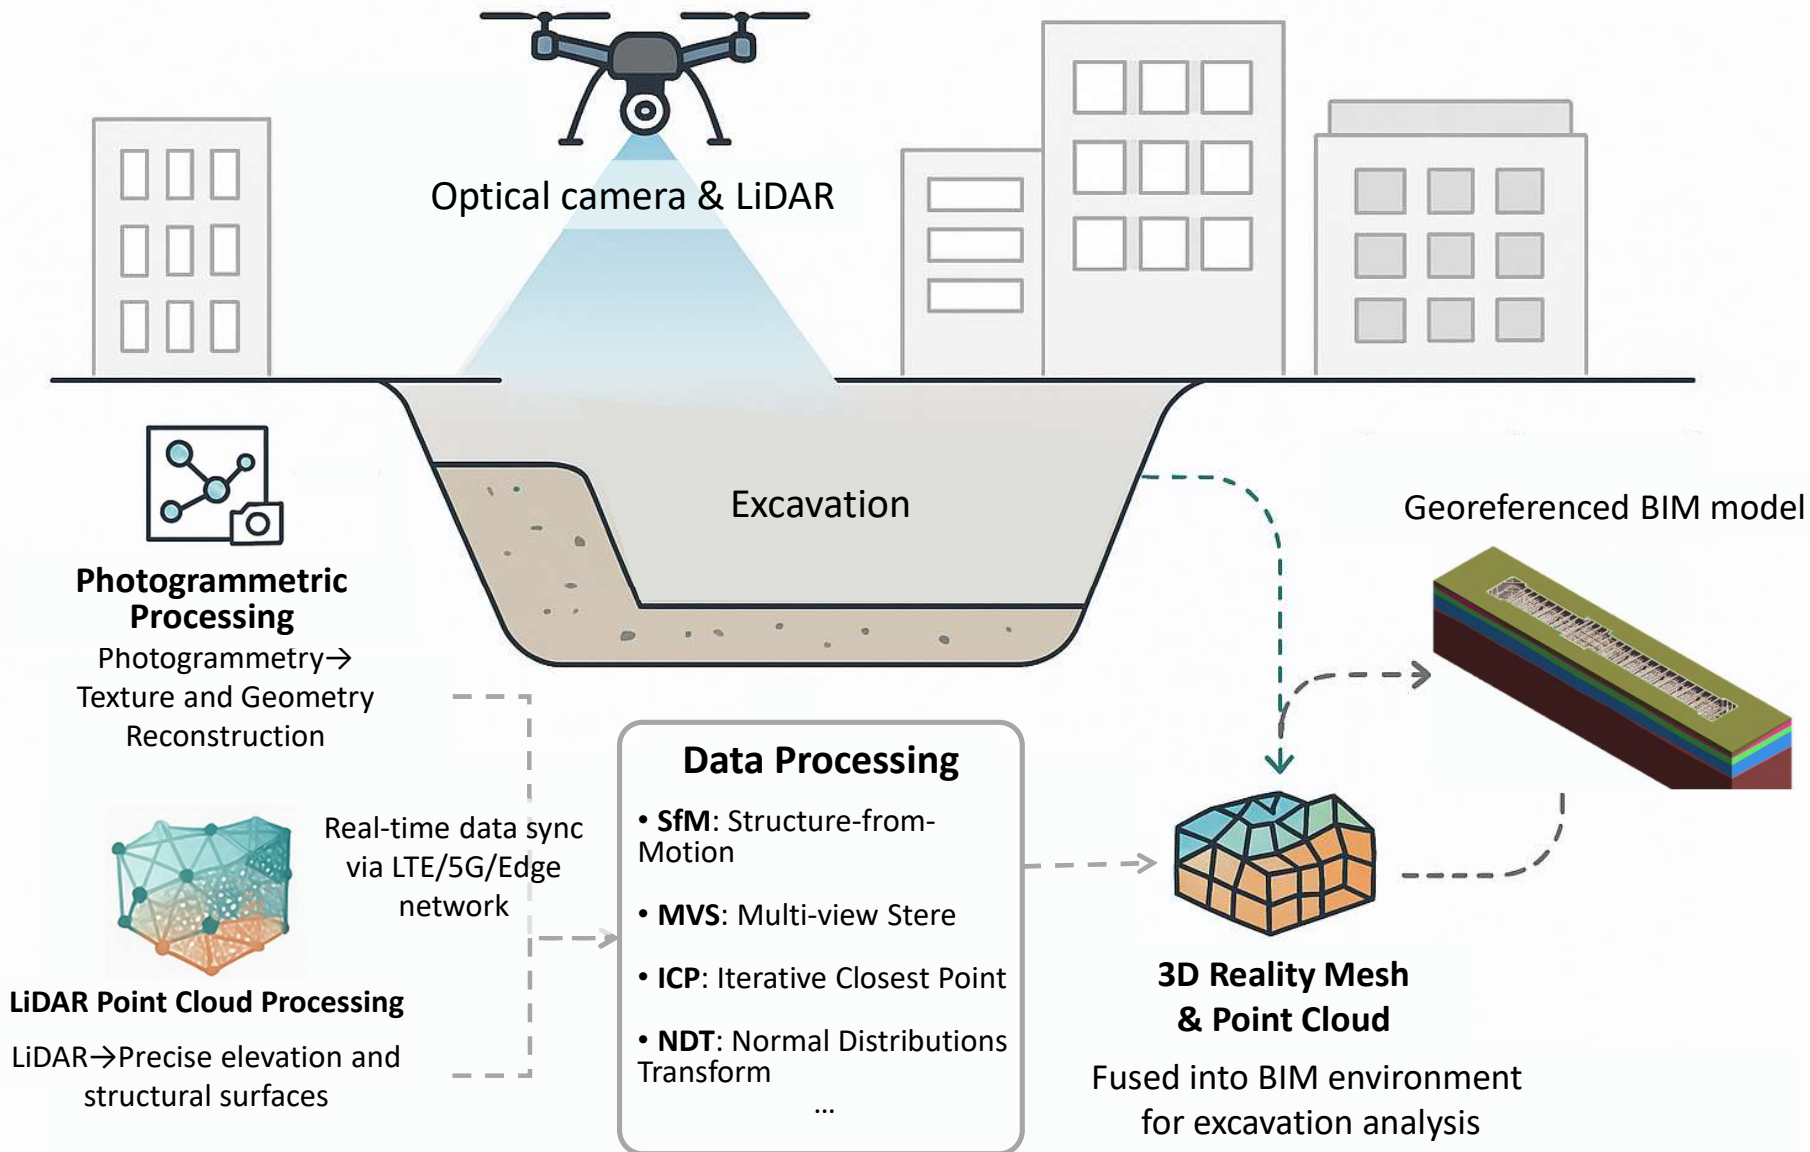 Optical camera & LiDAR
Excavation
Georeferenced BIM model
Photogrammetric
Processing
Photogrammetry→
Texture and Geometry
Reconstruction
Real-time data sync
via LTE/5G/Edge
network
LiDAR Point Cloud Processing
LiDAR→Precise elevation and
structural surfaces
Data Processing
• SfM: Structure-from-
Motion
• MVS: Multi-view Stere
• ICP: Iterative Closest Point
• NDT: Normal Distributions
Transform
...
3D Reality Mesh
& Point Cloud
Fused into BIM environment
for excavation analysis